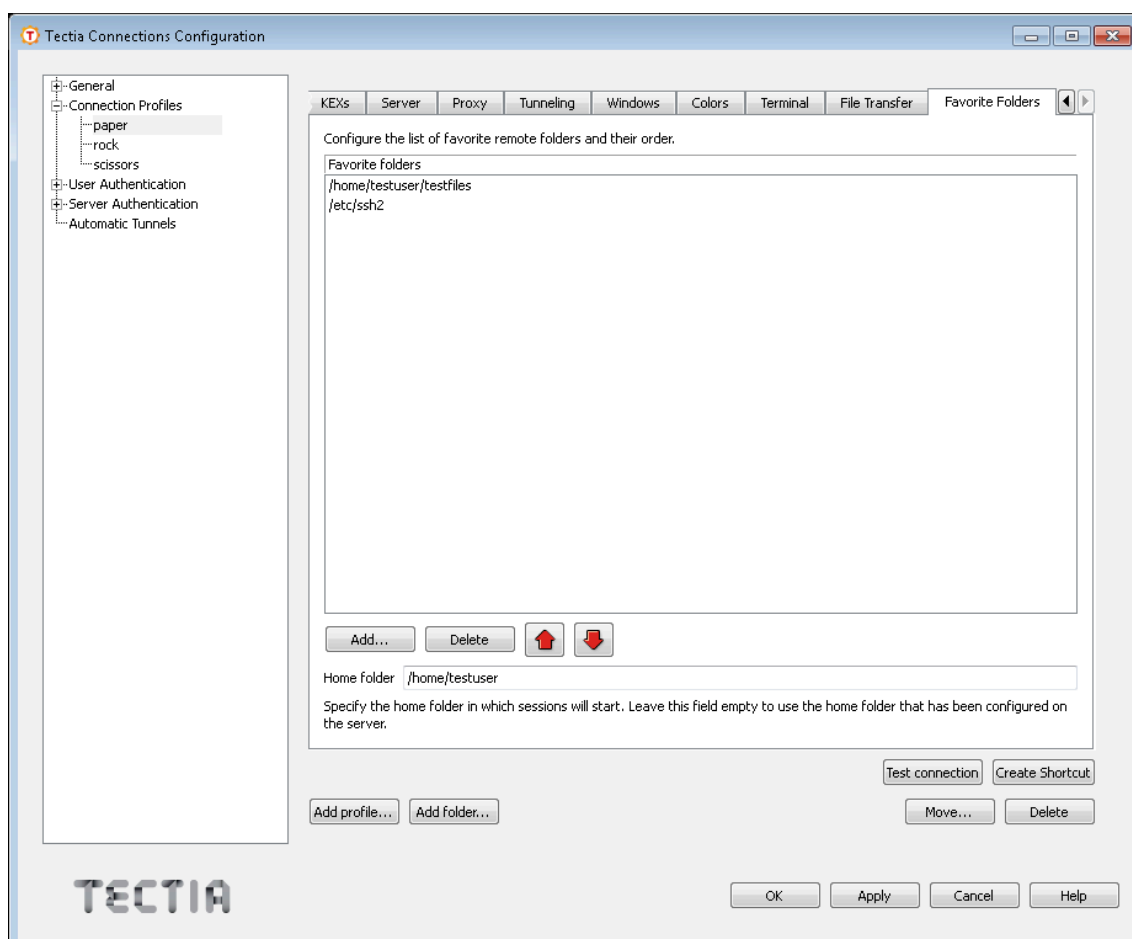 Tectia Connections Configuration
General
Connection Profiles
paper
rock
scissors
User Authentication
Server Authentication
Automatic Tunnels
KEXs Server Proxy Tunneling Windows Colors Terminal File Transfer Favorite Folders
Configure the list of favorite remote folders and their order.
Favorite folders
/home/testuser/testfiles
/etc/ssh2
Add... Delete
Home folder /home/testuser
Specify the home folder in which sessions will start. Leave this field empty to use the home folder that has been configured on
the server.
Test connection Create Shortcut
Add profile... Add folder... Move... Delete
TECTIA
OK Apply Cancel Help